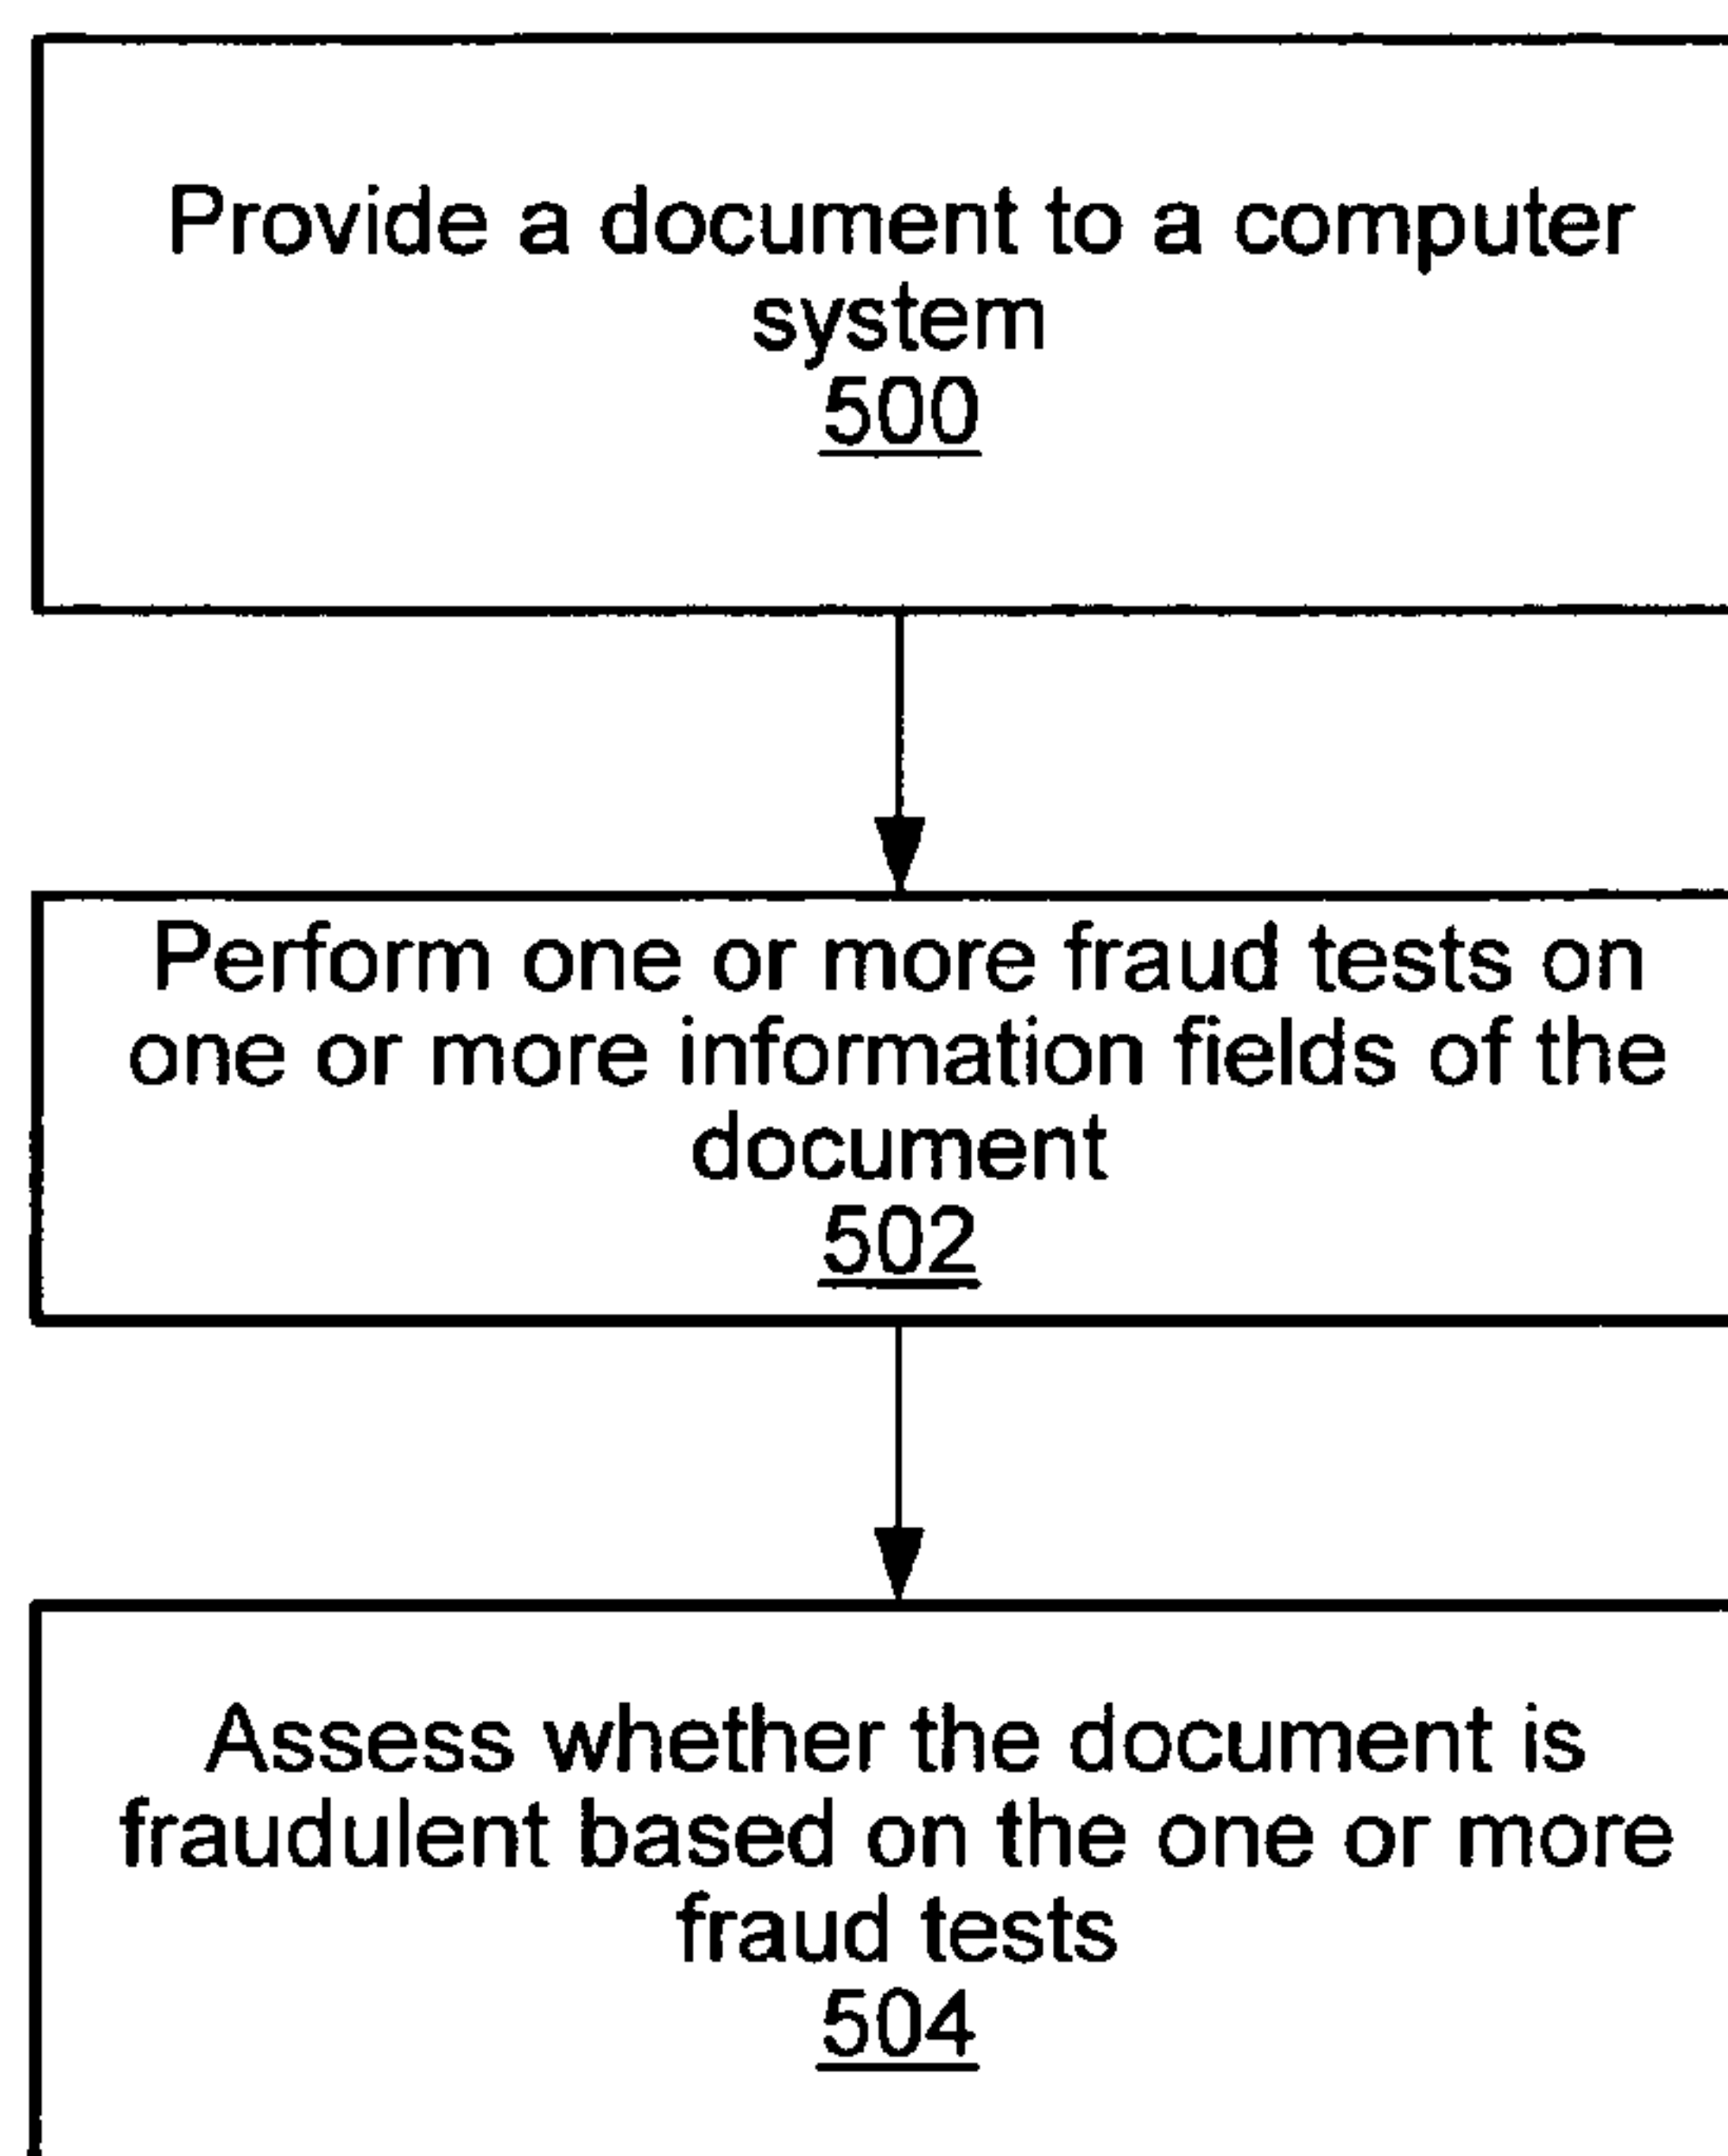 Provide a document to a computer
system
500
Perform one or more fraud tests on
one or more information fields of the
document
502
Assess whether the document is
fraudulent based on the one or more
fraud tests
504